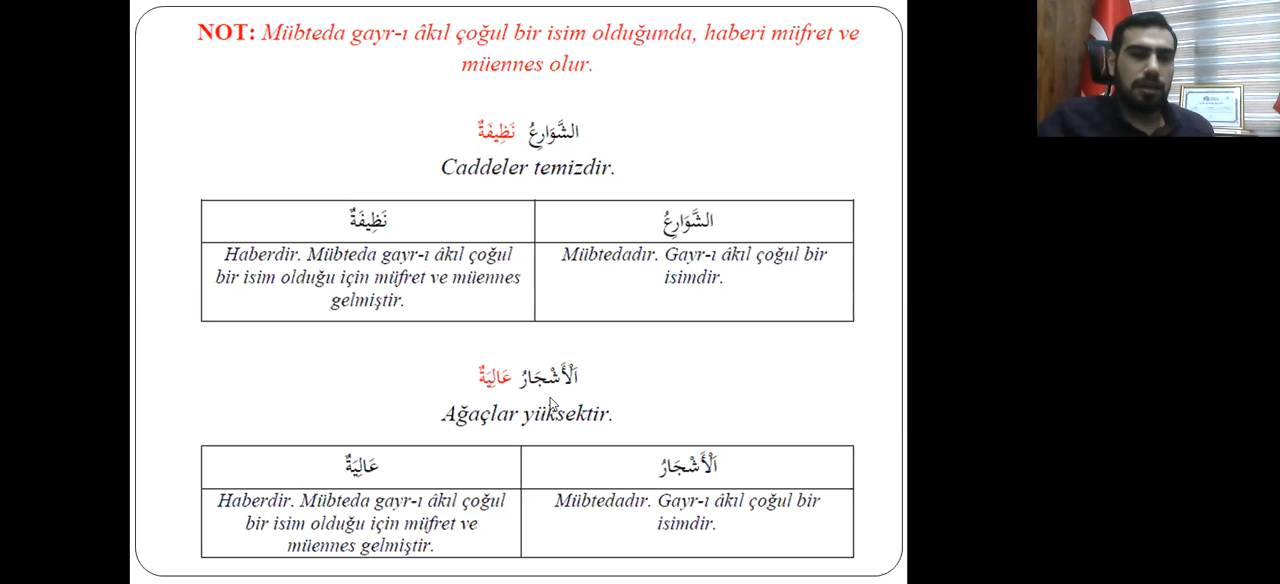 NOT: Mübteda gayr-ı âkıl çoğul bir isim olduğunda, haberi müfret ve
müennes olur.
الشَّوَارِعُ نَظِيفَةٌ
Caddeler temizdir.
الشَّوَارِعُ
نَظِيفَةٌ
Mübtedadır. Gayr-ı âkıl çoğul bir
isimdir.
Haberdir. Mübteda gayr-ı âkıl çoğul
bir isim olduğu için müfret ve müennes
gelmiştir.
اَلْأَشْجَارُ عَالِيَةٌ
Ağaçlar yüksektir.
اَلْأَشْجَارُ
عَالِيَةٌ
Mübtedadır. Gayr-ı âkıl çoğul bir
isimdir.
Haberdir. Mübteda gayr-ı âkıl çoğul
bir isim olduğu için müfret ve
müennes gelmiştir.